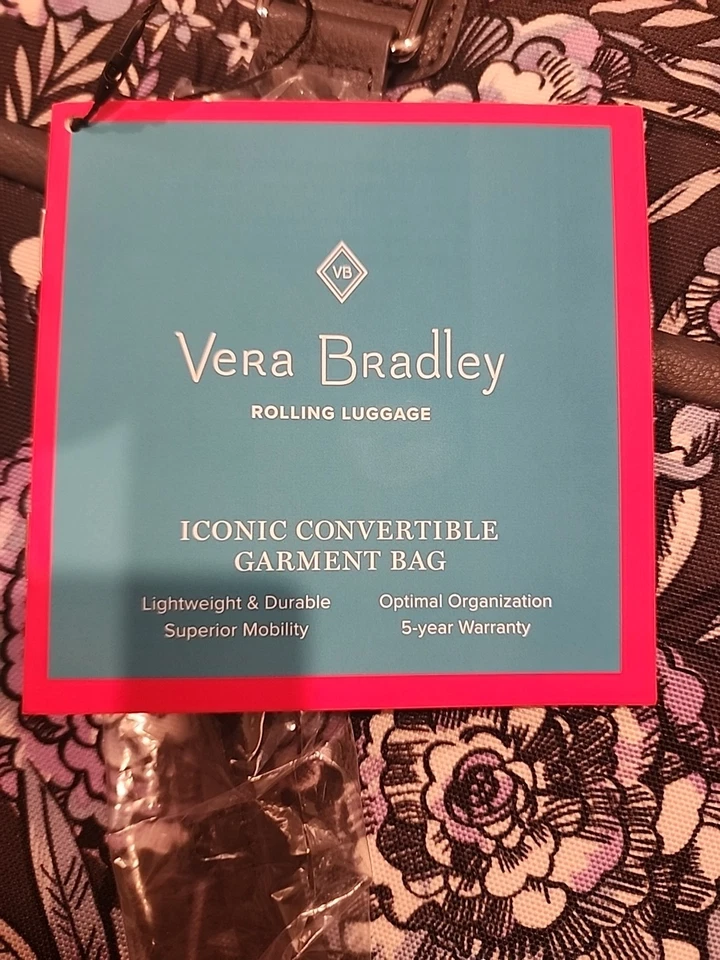 VB
Vera Bradley
ROLLING LUGGAGE
ICONIC CONVERTIBLE
GARMENT BAG
Lightweight & Durable
Superior Mobility
Optimal Organization
5-year Warranty